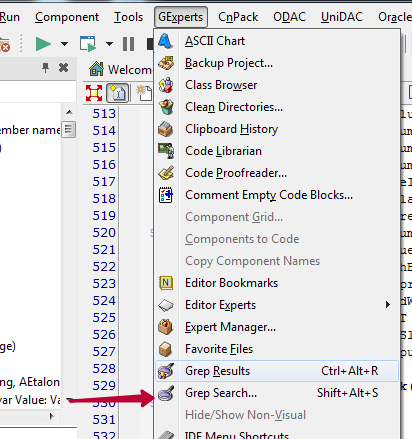 Run Component Tools GExperts CnPack ODAC UniDAC Oracle
Welcom
ASCII Chart
Backup Project...
Class Browser
Clean Directories...
Clipboard History
Code Librarian
Code Proofreader...
Comment Empty Code Blocks...
Component Grid...
Components to Code
Copy Component Names
Editor Bookmarks
Editor Experts
Expert Manager...
Favorite Files
Grep Results Ctrl+Alt+R
Grep Search... Shift+Alt+S
Hide/Show Non-Visual
IDE Menu Shortcuts
513
514
515
516
517
518
519
520
521
522
523
524
525
526
527
528
529
530
531
532
ember name
)
ge)
ng, AEtalon
var Value: Va